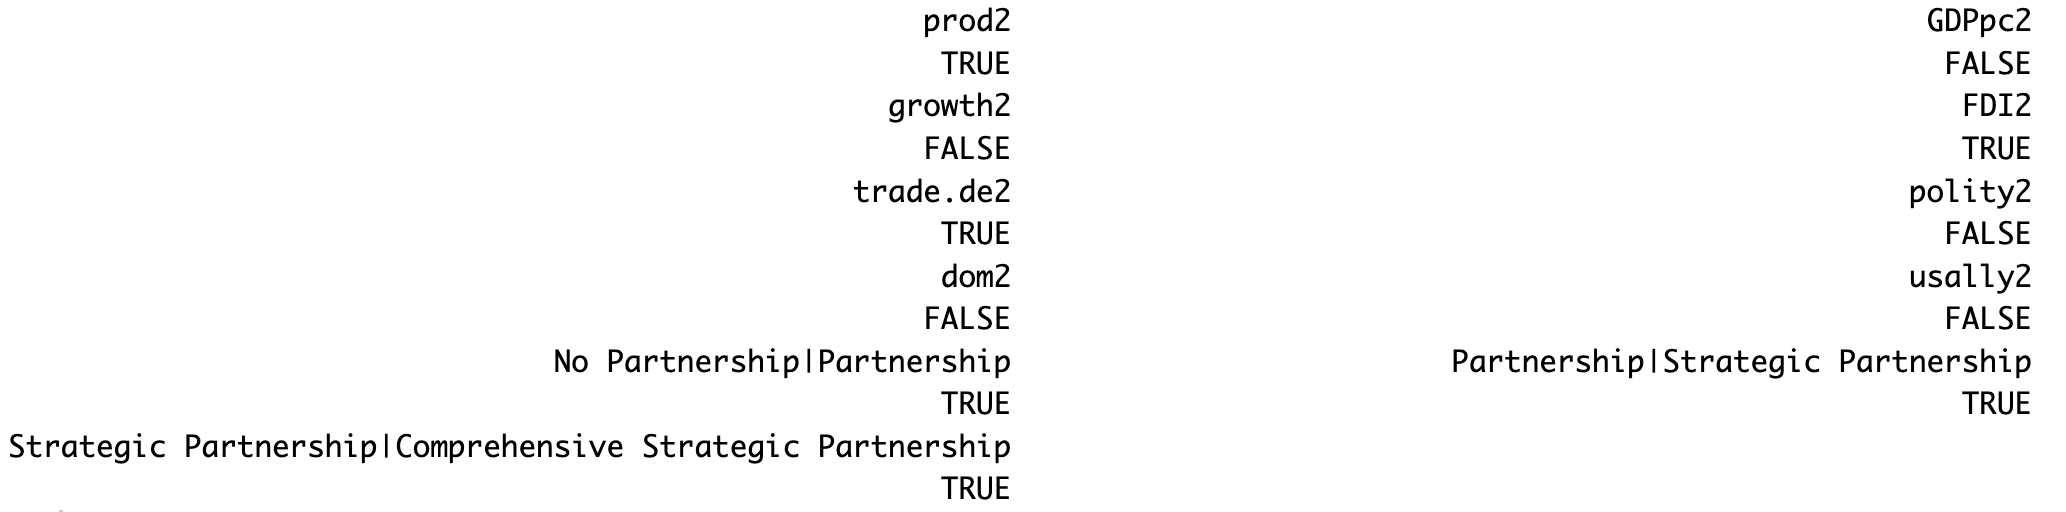 prod2 GDPpc2
TRUE FALSE
growth2 FDI2
FALSE TRUE
trade.de2 polity2
TRUE FALSE
dom2 usally2
FALSE FALSE
No Partnership|Partnership Partnership|Strategic Partnership
TRUE TRUE
Strategic Partnership|Comprehensive Strategic Partnership
TRUE